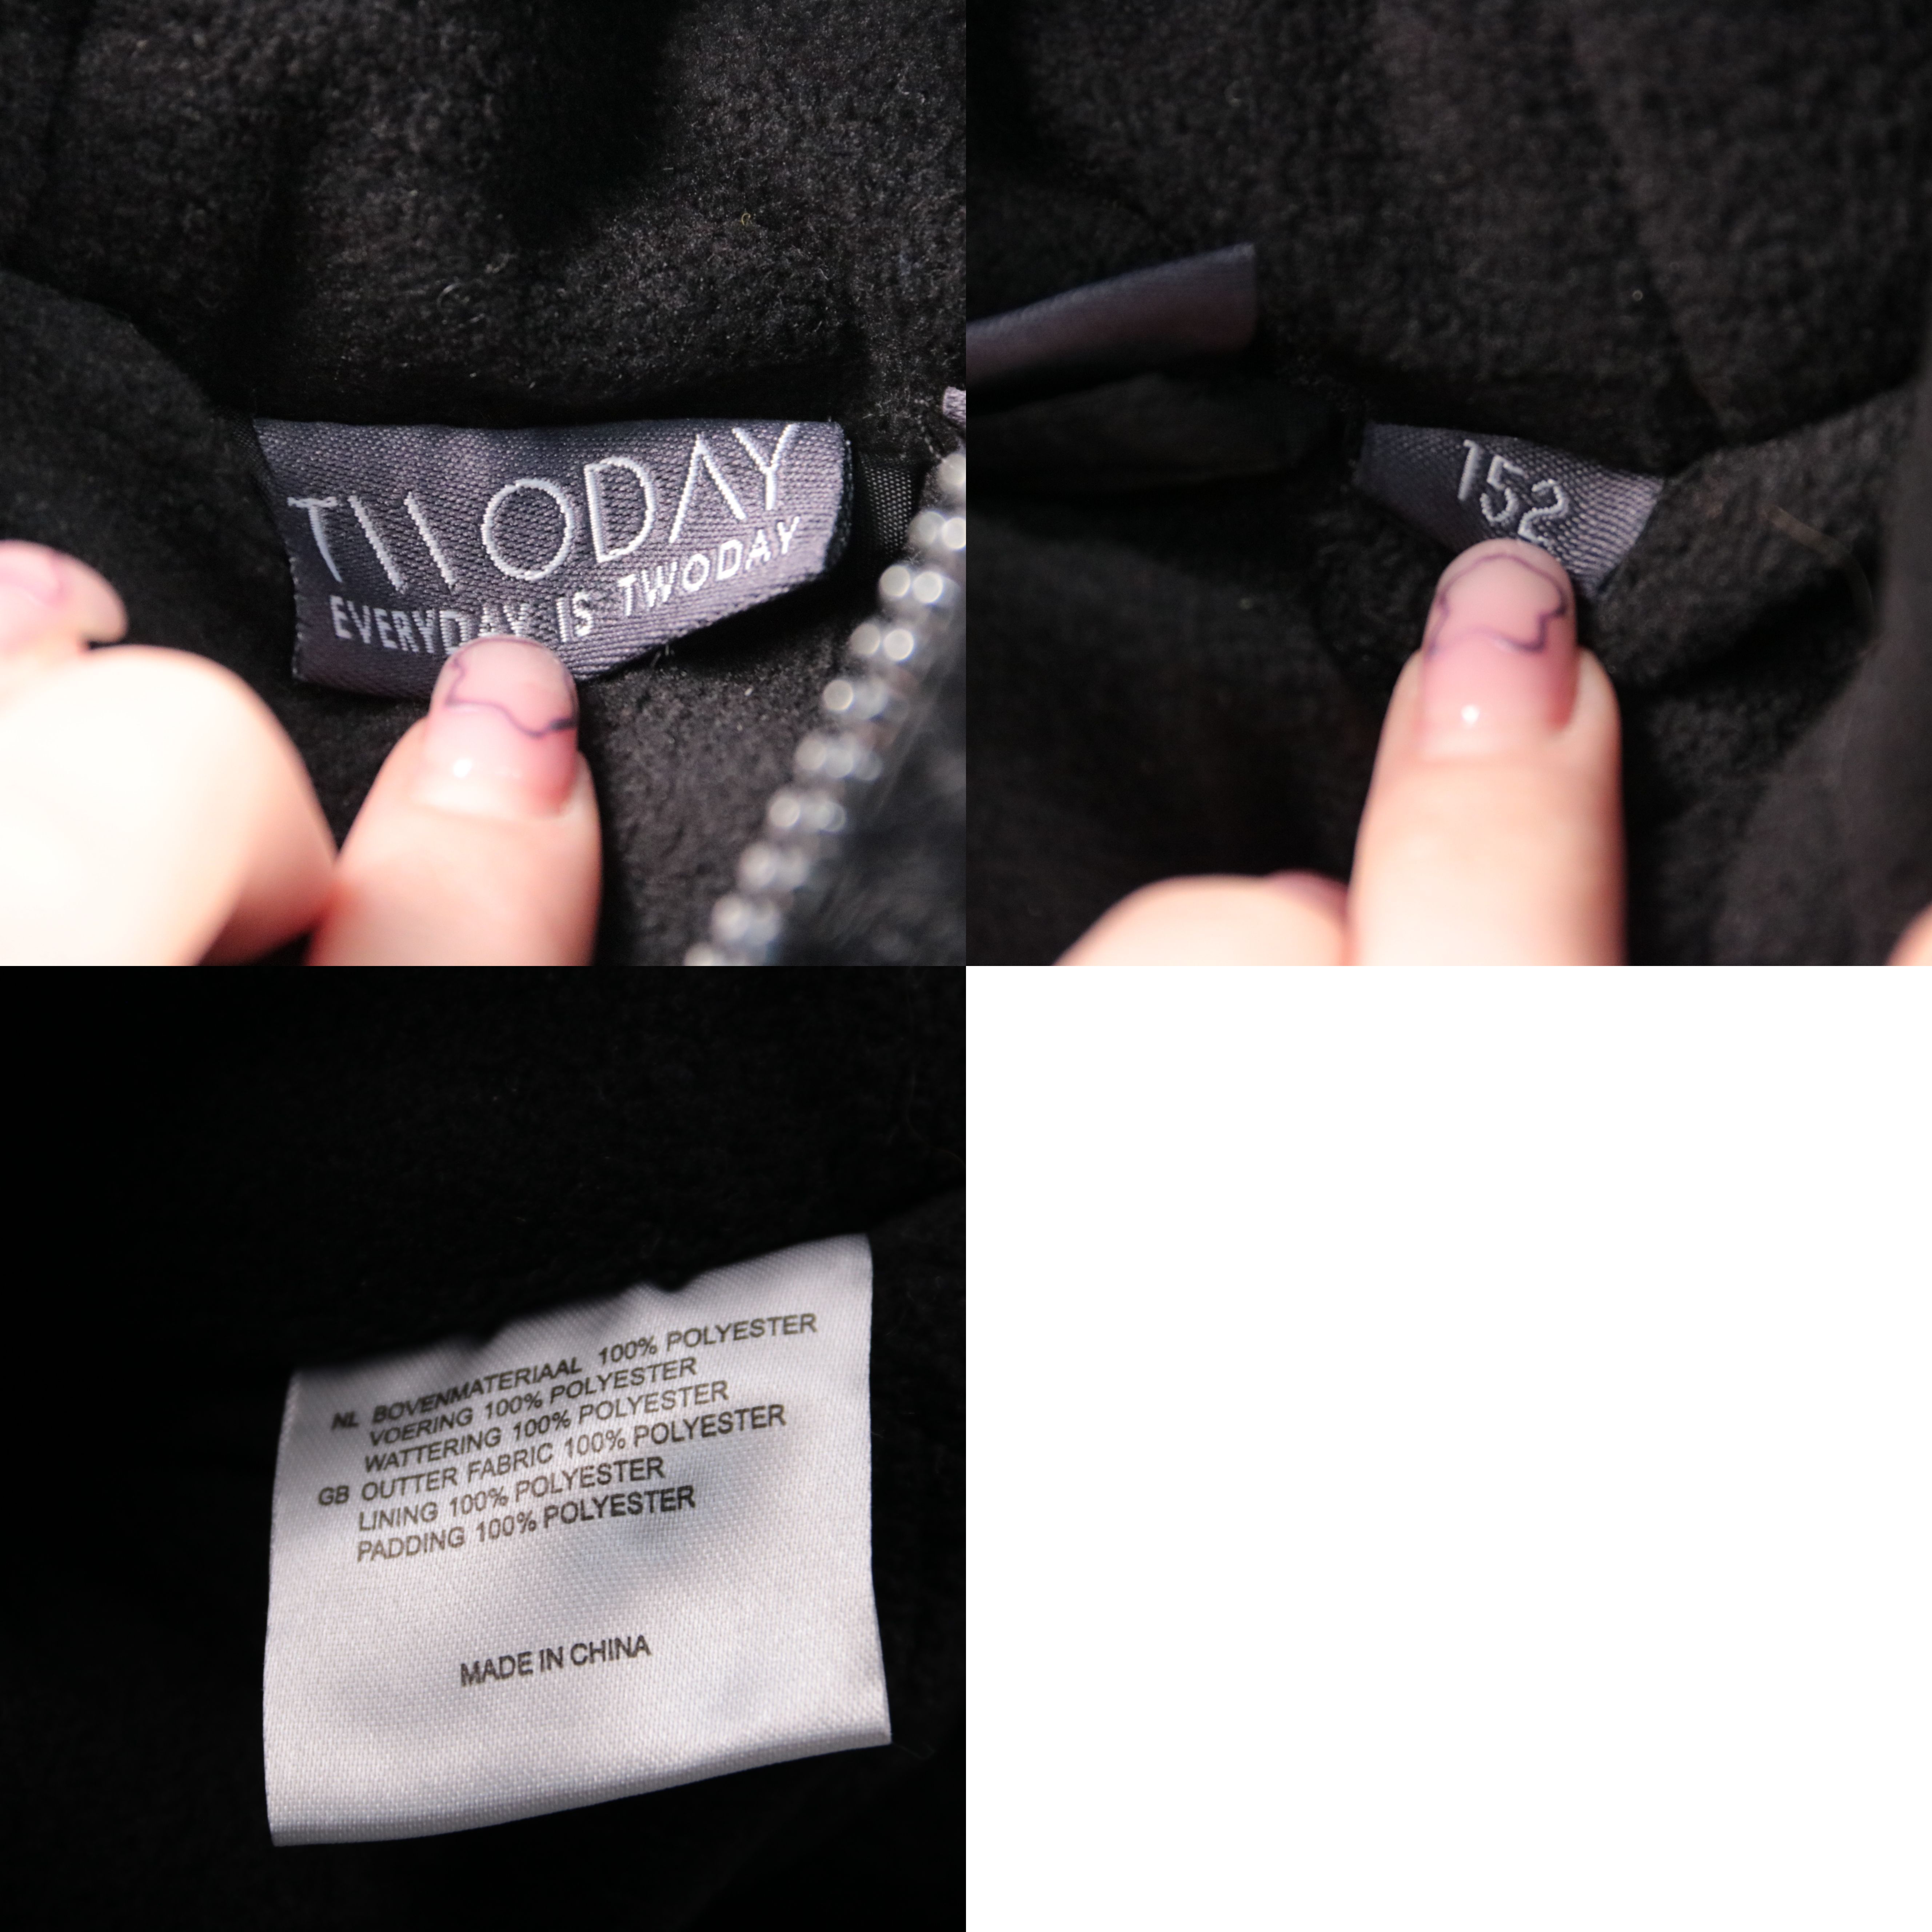 TWODAY
EVERYDAY IS TWODAY
152
NL BOVENMATERIAAL 100% POLYESTER
VOERING 100% POLYESTER
WATTERING 100% POLYESTER
GB OUTTER FABRIC 100% POLYESTER
LINING 100% POLYESTER
PADDING 100% POLYESTER
MADE IN CHINA